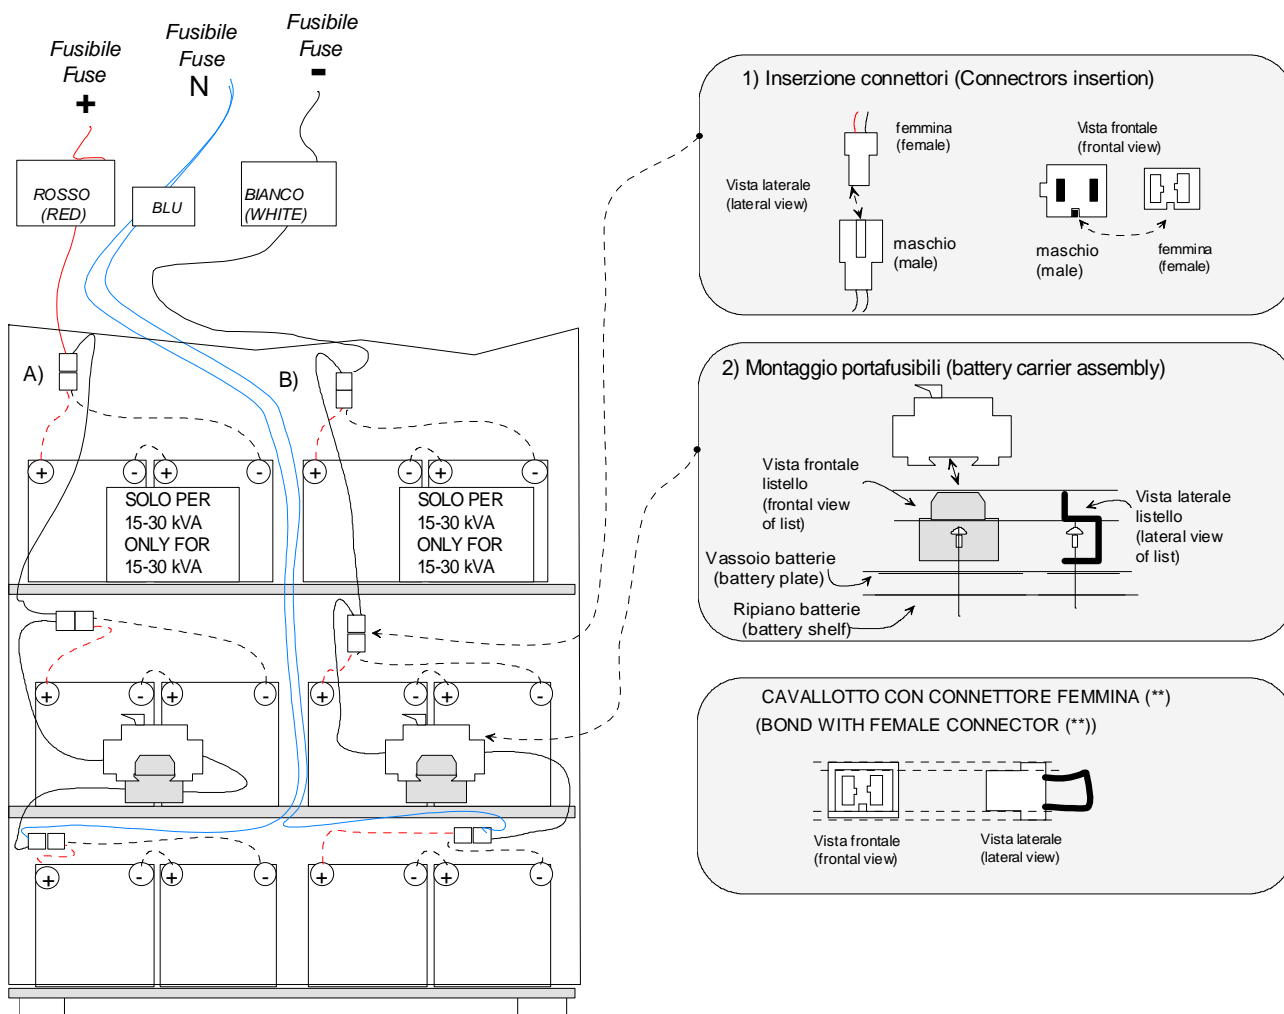 Fusibile
Fuse
+
Fusibile
Fuse
N
Fusibile
Fuse
-
ROSSO
(RED)
BLU
BIANCO
(WHITE)
A)
B)
+
-
+
-
+
-
+
-
SOLO PER
15-30 kVA
ONLY FOR
15-30 kVA
SOLO PER
15-30 kVA
ONLY FOR
15-30 kVA
+
-
+
-
+
-
+
-
+
-
+
-
+
-
+
-
1) Inserzione connettori (Connectrors insertion)
femmina
(female)
Vista laterale
(lateral view)
maschio
(male)
Vista frontale
(frontal view)
maschio
(male)
femmina
(female)
2) Montaggio portafusibili (battery carrier assembly)
Vista frontale
listello
(frontal view
of list)
Vista laterale
listello
(lateral view
of list)
Vassoio batterie
(battery plate)
Ripiano batterie
(battery shelf)
CAVALLOTTO CON CONNETTORE FEMMINA (**)
(BOND WITH FEMALE CONNECTOR (**))
Vista frontale
(frontal view)
Vista laterale
(lateral view)